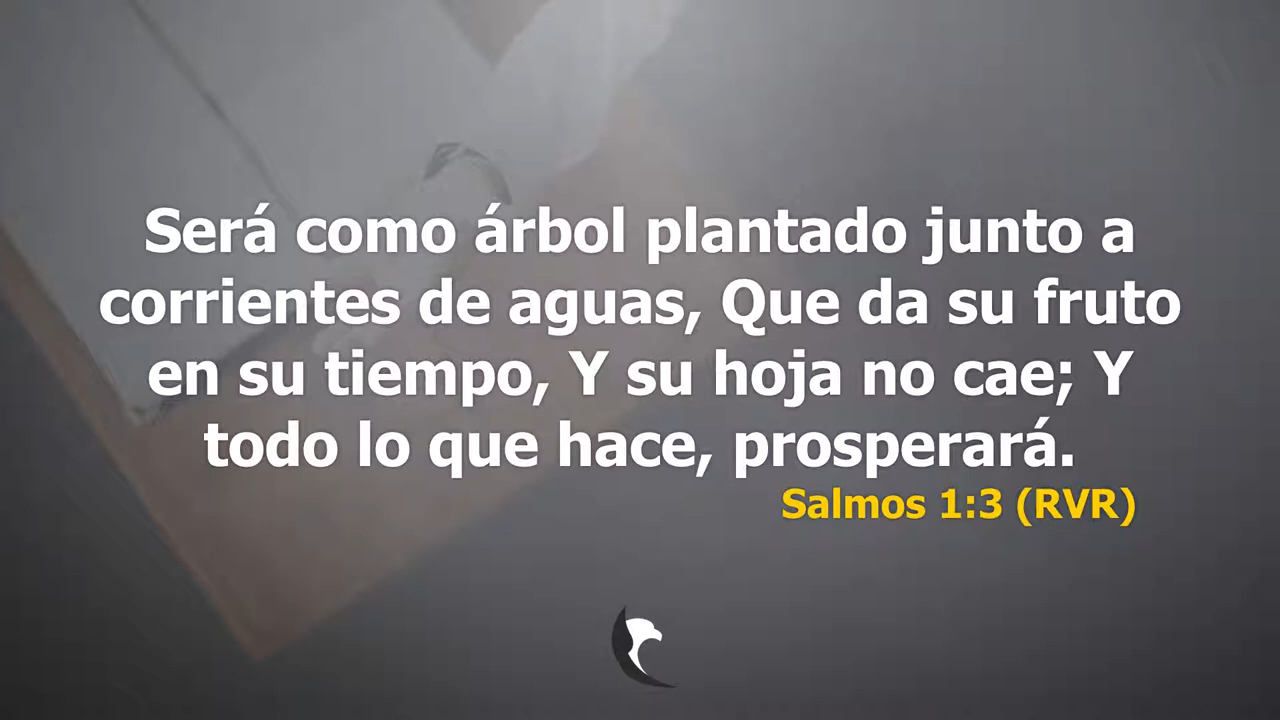 Será como árbol plantado junto a
corrientes de aguas, Que da su fruto
en su tiempo, Y su hoja no cae; Y
todo lo que hace, prosperará.
Salmos 1:3 (RVR)